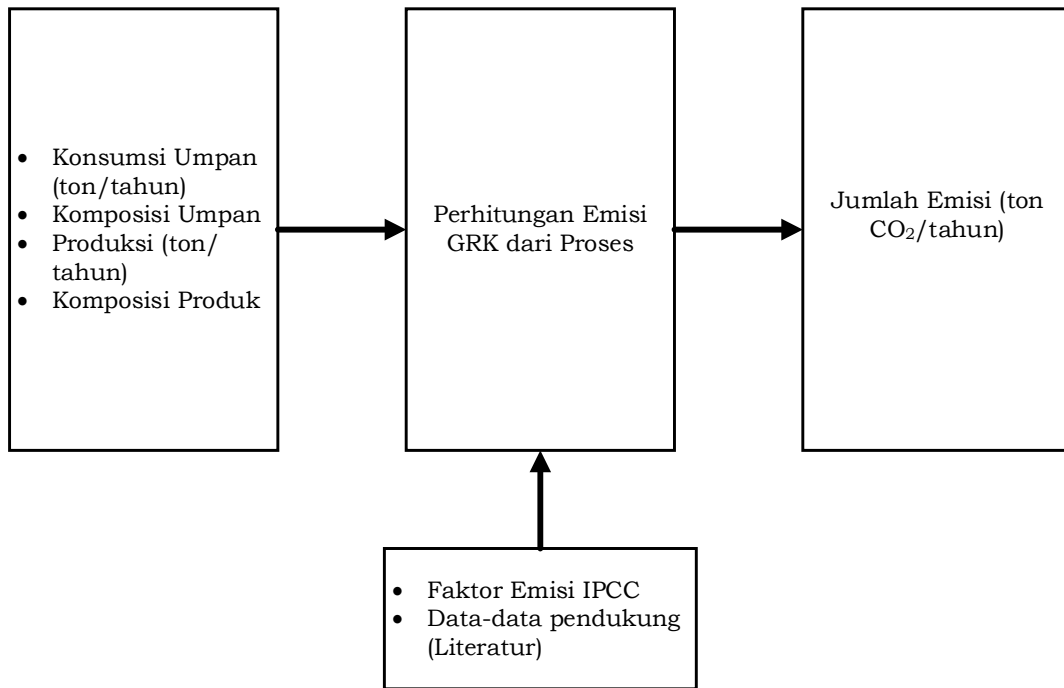 • Konsumsi Umpan
(ton/tahun)
• Komposisi Umpan
• Produksi (ton/
tahun)
• Komposisi Produk
Perhitungan Emisi
GRK dari Proses
Jumlah Emisi (ton
CO₂/tahun)
• Faktor Emisi IPCC
• Data-data pendukung
(Literatur)